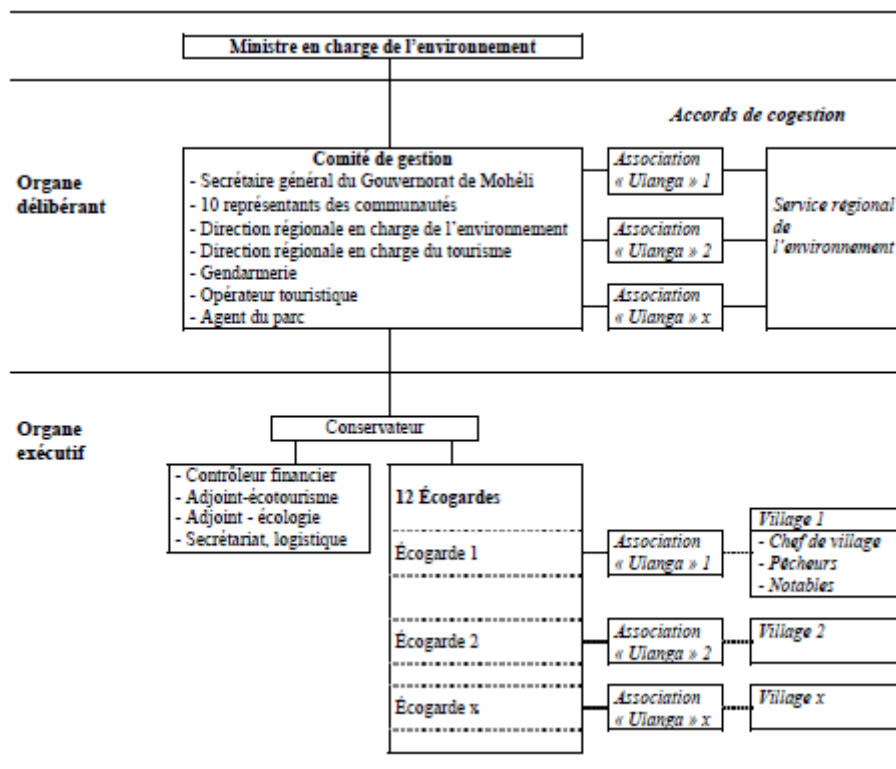 Ministre en charge de l'environnement
Accords de cogestion
Organe
délibérant
Comité de gestion
- Secrétaire général du Gouvernorat de Mohéli
- 10 représentants des communautés
- Direction régionale en charge de l'environnement
- Direction régionale en charge du tourisme
- Gendarmerie
- Opérateur touristique
- Agent du parc
Association
« Ulanga » 1
Association
« Ulanga » 2
Association
« Ulanga » x
Service régional
de
l'environnement
Organe
exécutif
Conservateur
- Contrôleur financier
- Adjoint-écotourisme
- Adjoint - écologie
- Secrétariat, logistique
12 Écogardes
Écogarde 1
Association
« Ulanga » 1
Village 1
- Chef de village
- Pêcheurs
- Notables
Écogarde 2
Association
« Ulanga » 2
Village 2
Écogarde x
Association
« Ulanga » x
Village x